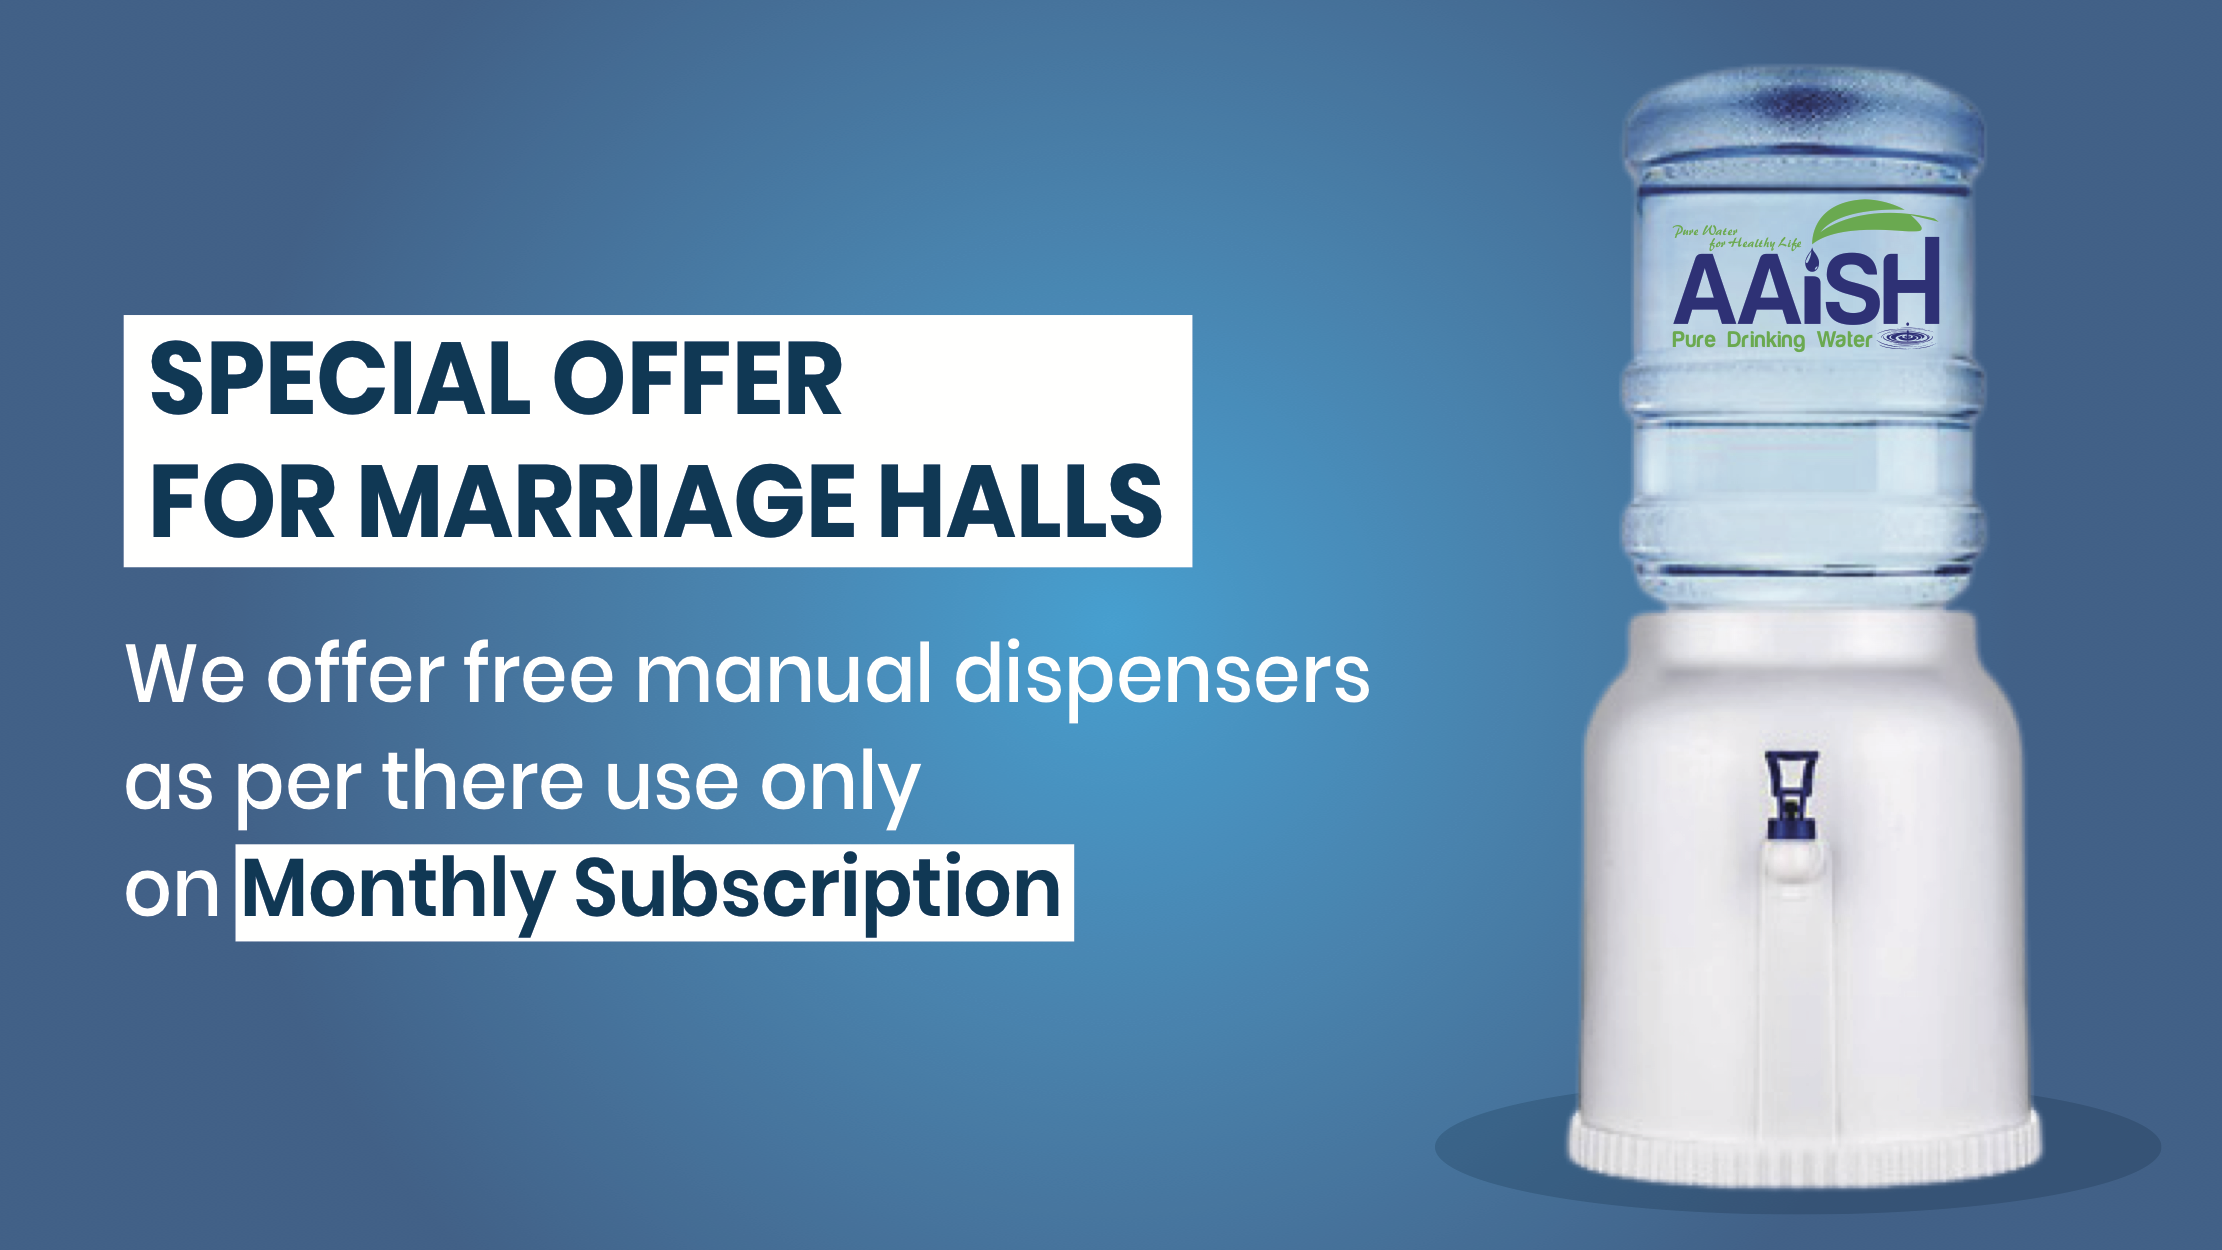 SPECIAL OFFER
FOR MARRIAGE HALLS
We offer free manual dispensers
as per there use only
on Monthly Subscription
Pure Water
for Healthy Life
AAiSH
Pure Drinking Water